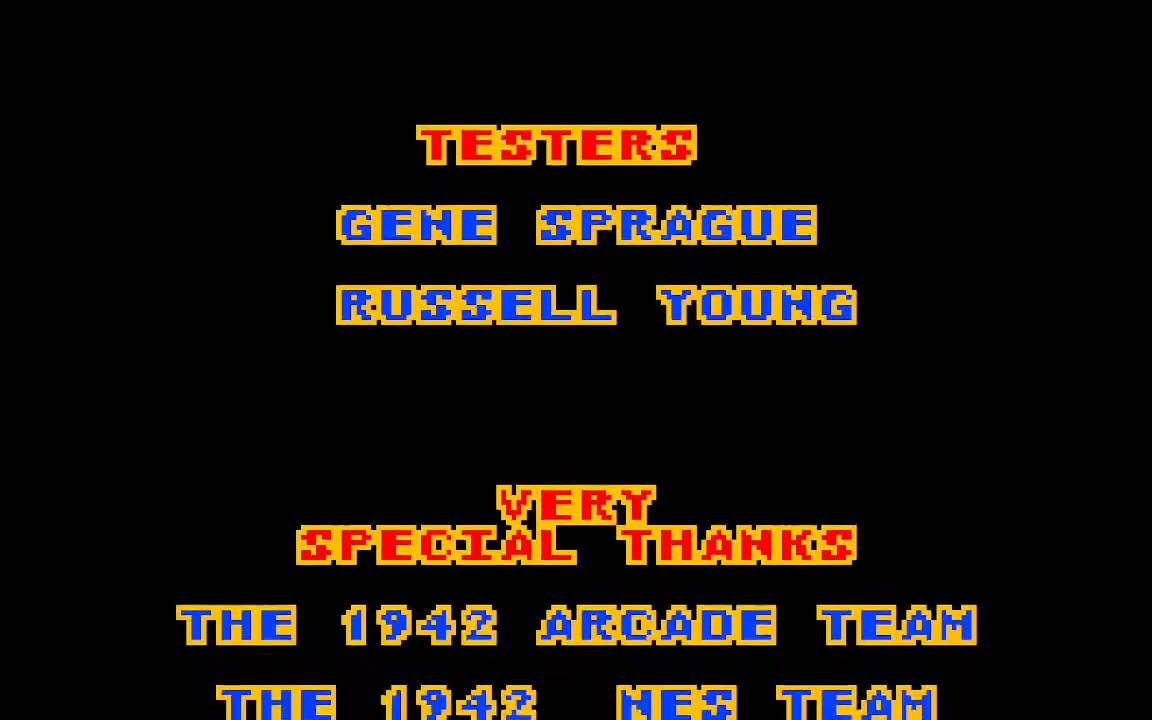 TESTERS
GENE SPRAGUE
RUSSELL YOUNG
VERY
SPECIAL THANKS
THE 1942 ARCADE TEAM
THE 1942 NES TEAM